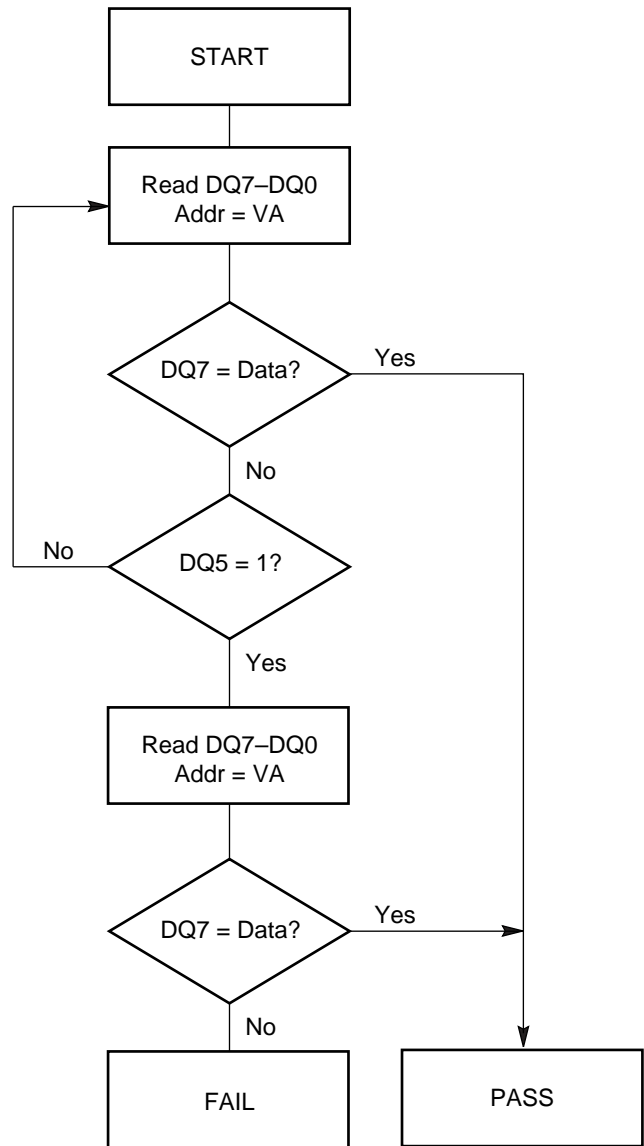 START
Read DQ7–DQ0
Addr = VA
DQ7 = Data?
Yes
No
No
DQ5 = 1?
Yes
Read DQ7–DQ0
Addr = VA
DQ7 = Data?
Yes
No
FAIL
PASS